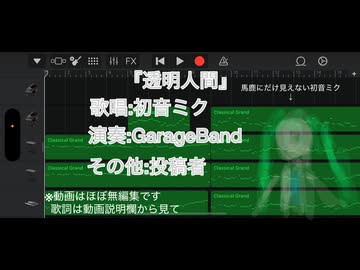 FX
『透明人間』
馬鹿にだけ見えない初音ミク
↓
歌唱:初音ミク
Classical Grand
演奏:GarageBand
Classical Grand
Classical Grand
その他:投稿者
Classical Grand
Classical Grand
※動画はほぼ無編集です
歌詞は動画説明欄から見て